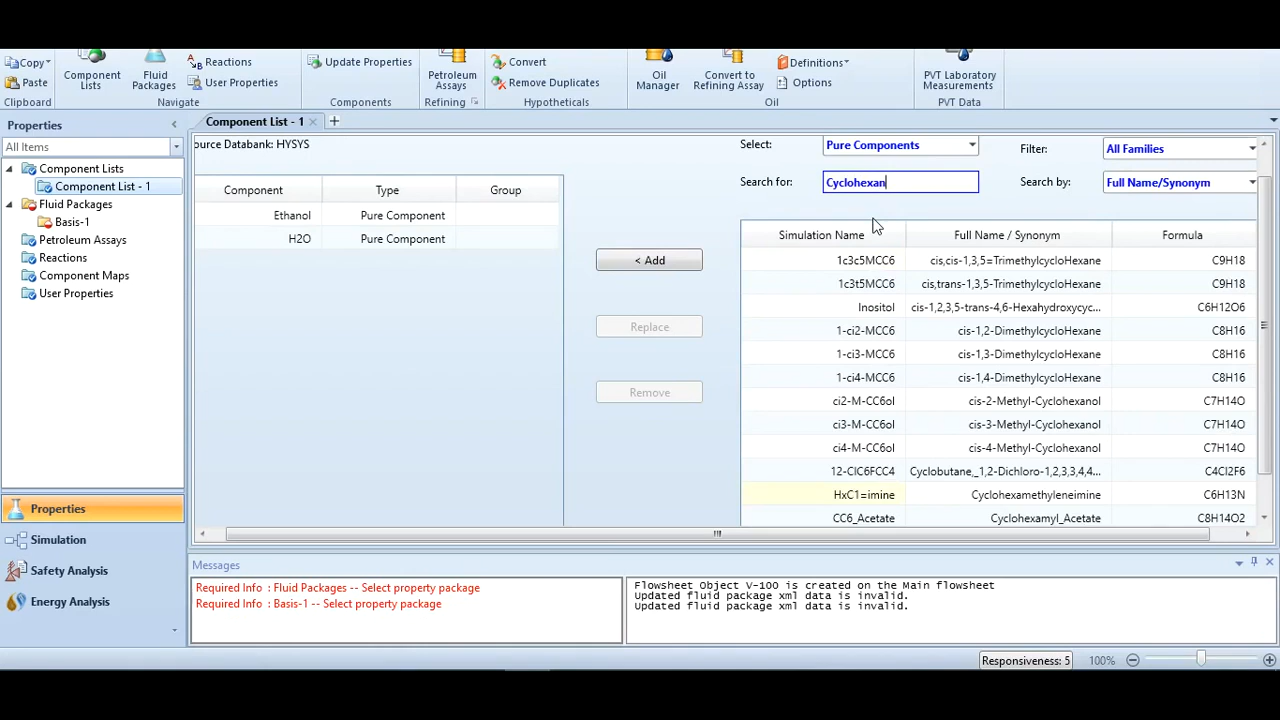 Copy
Paste
Clipboard
Component Lists
Fluid Packages
Reactions
User Properties
Navigate
Update Properties
Components
Petroleum Assays
Refining
Convert
Remove Duplicates
Hypotheticals
Oil Manager
Convert to Refining Assay
Definitions
Options
Oil
PVT Laboratory Measurements
PVT Data
Properties
All Items
Component Lists
Component List - 1
Fluid Packages
Basis-1
Petroleum Assays
Reactions
Component Maps
User Properties
Properties
Simulation
Safety Analysis
Energy Analysis
Component List - 1
ource Databank: HYSYS
Component Type Group
Ethanol Pure Component
H2O Pure Component
< Add
Replace
Remove
Select: Pure Components Filter: All Families
Search for: Cyclohexan Search by: Full Name/Synonym
Simulation Name Full Name / Synonym Formula
1c3c5MCC6 cis,cis-1,3,5=TrimethylcycloHexane C9H18
1c3t5MCC6 cis,trans-1,3,5-TrimethylcycloHexane C9H18
Inositol cis-1,2,3,5-trans-4,6-Hexahydroxycyc... C6H12O6
1-ci2-MCC6 cis-1,2-DimethylcycloHexane C8H16
1-ci3-MCC6 cis-1,3-DimethylcycloHexane C8H16
1-ci4-MCC6 cis-1,4-DimethylcycloHexane C8H16
ci2-M-CC6ol cis-2-Methyl-Cyclohexanol C7H14O
ci3-M-CC6ol cis-3-Methyl-Cyclohexanol C7H14O
ci4-M-CC6ol cis-4-Methyl-Cyclohexanol C7H14O
12-ClC6FCC4 Cyclobutane,_1,2-Dichloro-1,2,3,3,4,4... C4Cl2F6
HxC1=imine Cyclohexamethyleneimine C6H13N
CC6_Acetate Cyclohexamyl_Acetate C8H14O2
Messages
Required Info : Fluid Packages -- Select property package
Required Info : Basis-1 -- Select property package
Flowsheet Object V-100 is created on the Main flowsheet
Updated fluid package xml data is invalid.
Updated fluid package xml data is invalid.
Responsiveness: 5 100%